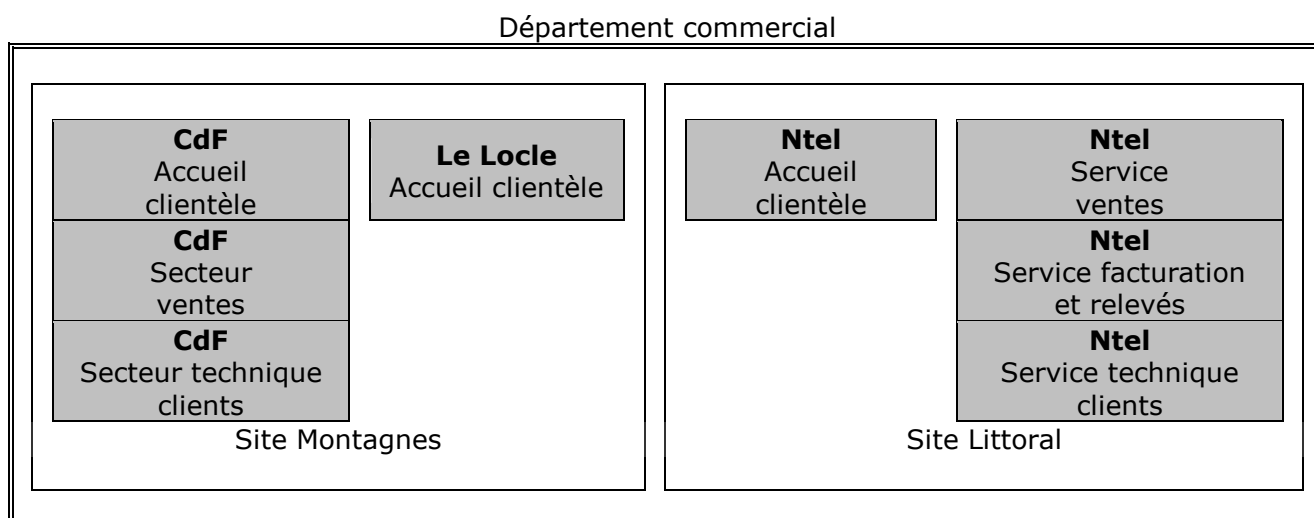 Département commercial
CdF
Accueil
clientèle
CdF
Secteur
ventes
CdF
Secteur technique
clients
Le Locle
Accueil clientèle
Site Montagnes
Ntel
Accueil
clientèle
Ntel
Service
ventes
Ntel
Service facturation
et relevés
Ntel
Service technique
clients
Site Littoral